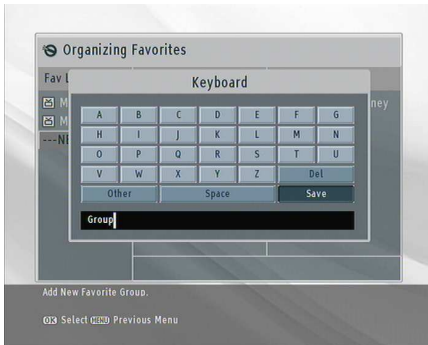 Organizing Favorites
Fav L
Keyboard
M
ney
M
---NE
A B C D E F G
H I J K L M N
O P Q R S T U
V W X Y Z Del
Other Space Save
Group
Add New Favorite Group.
OK Select MENU Previous Menu